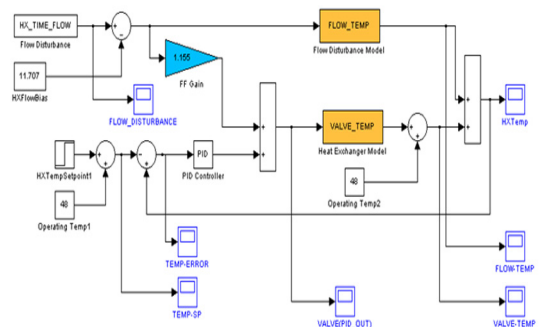 HX_TIME_FLOW
Flow Disturbance
11.707
HXFlowBias
FLOW_DISTURBANCE
1.155
FF Gain
FLOW_TEMP
Flow Disturbance Model
HXTemp
VALVE_TEMP
Heat Exchanger Model
HXTempSetpoint1
PID
PID Controller
48
Operating Temp1
48
Operating Temp2
TEMP-ERROR
FLOW-TEMP
TEMP-SP
VALVE(PID_OUT)
VALVE-TEMP